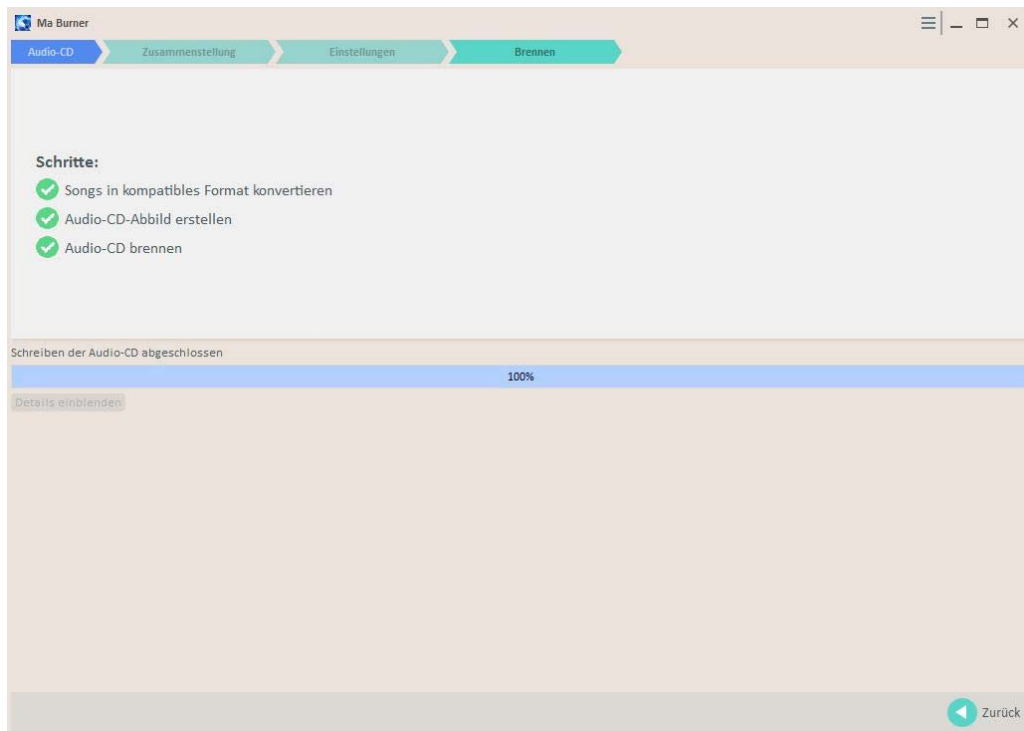 Ma Burner
Audio-CD Zusammenstellung Einstellungen Brennen
Schritte:
Songs in kompatibles Format konvertieren
Audio-CD-Abbild erstellen
Audio-CD brennen
Schreiben der Audio-CD abgeschlossen
100%
Details einblenden
Zurück